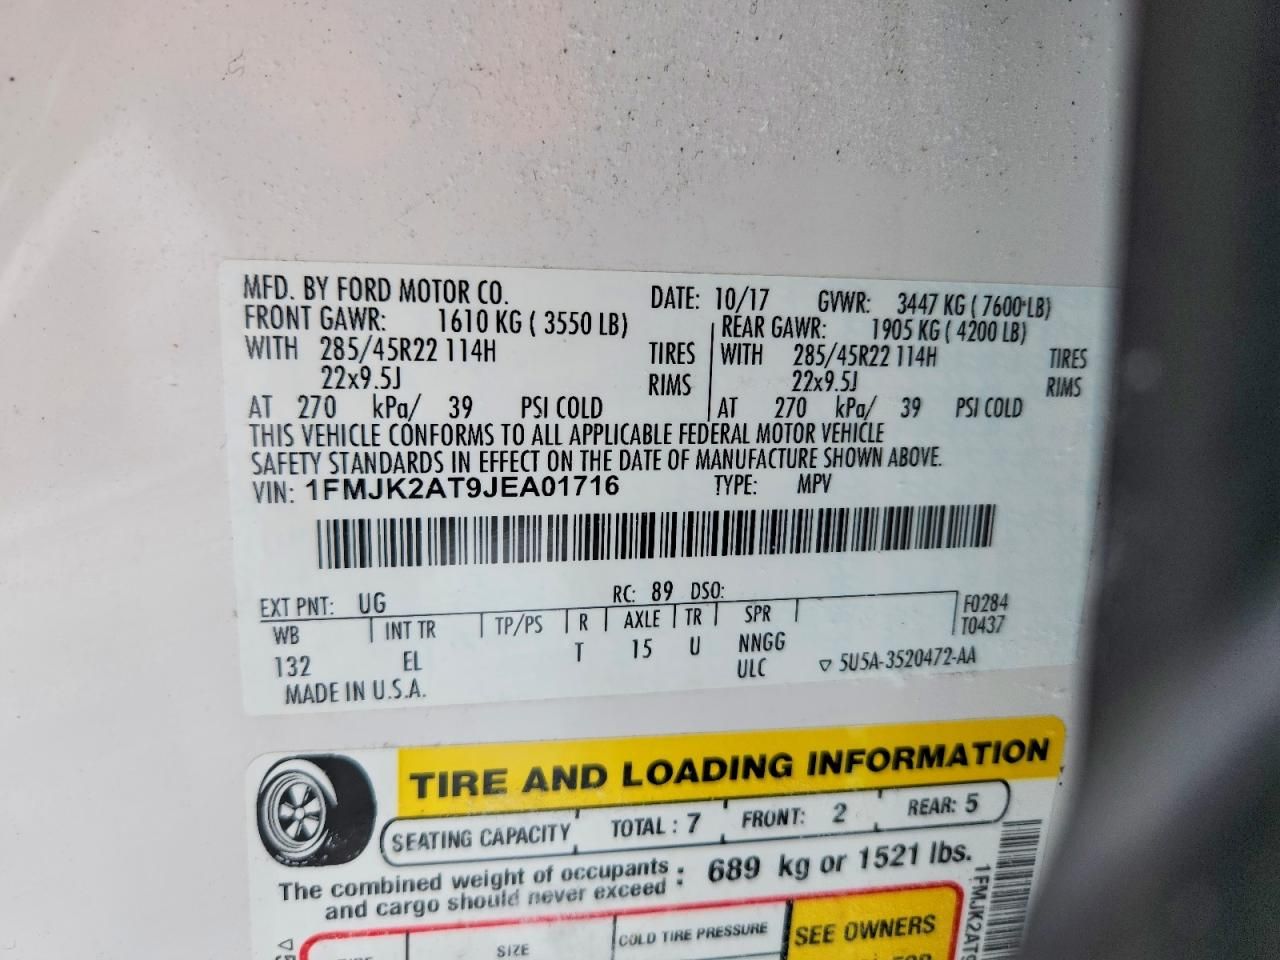 MFD. BY FORD MOTOR CO. DATE: 10/17 GVWR: 3447 KG ( 7600 LB)
FRONT GAWR: 1610 KG ( 3550 LB) REAR GAWR: 1905 KG ( 4200 LB)
WITH 285/45R22 114H TIRES WITH 285/45R22 114H TIRES
22x9.5J RIMS 22x9.5J RIMS
AT 270 kPa/ 39 PSI COLD AT 270 kPa/ 39 PSI COLD
THIS VEHICLE CONFORMS TO ALL APPLICABLE FEDERAL MOTOR VEHICLE
SAFETY STANDARDS IN EFFECT ON THE DATE OF MANUFACTURE SHOWN ABOVE.
VIN: 1FMJK2AT9JEA01716 TYPE: MPV
EXT PNT: UG RC: 89 DSO:
WB INT TR TP/PS R AXLE TR SPR F0284
T0437
132 EL T 15 U NNGG
ULC ▽ 5U5A-3520472-AA
MADE IN U.S.A.
TIRE AND LOADING INFORMATION
SEATING CAPACITY TOTAL : 7 FRONT: 2 REAR: 5
The combined weight of occupants
and cargo should never exceed : 689 kg or 1521 lbs.
SIZE COLD TIRE PRESSURE SEE OWNERS
1FMJK2AT9